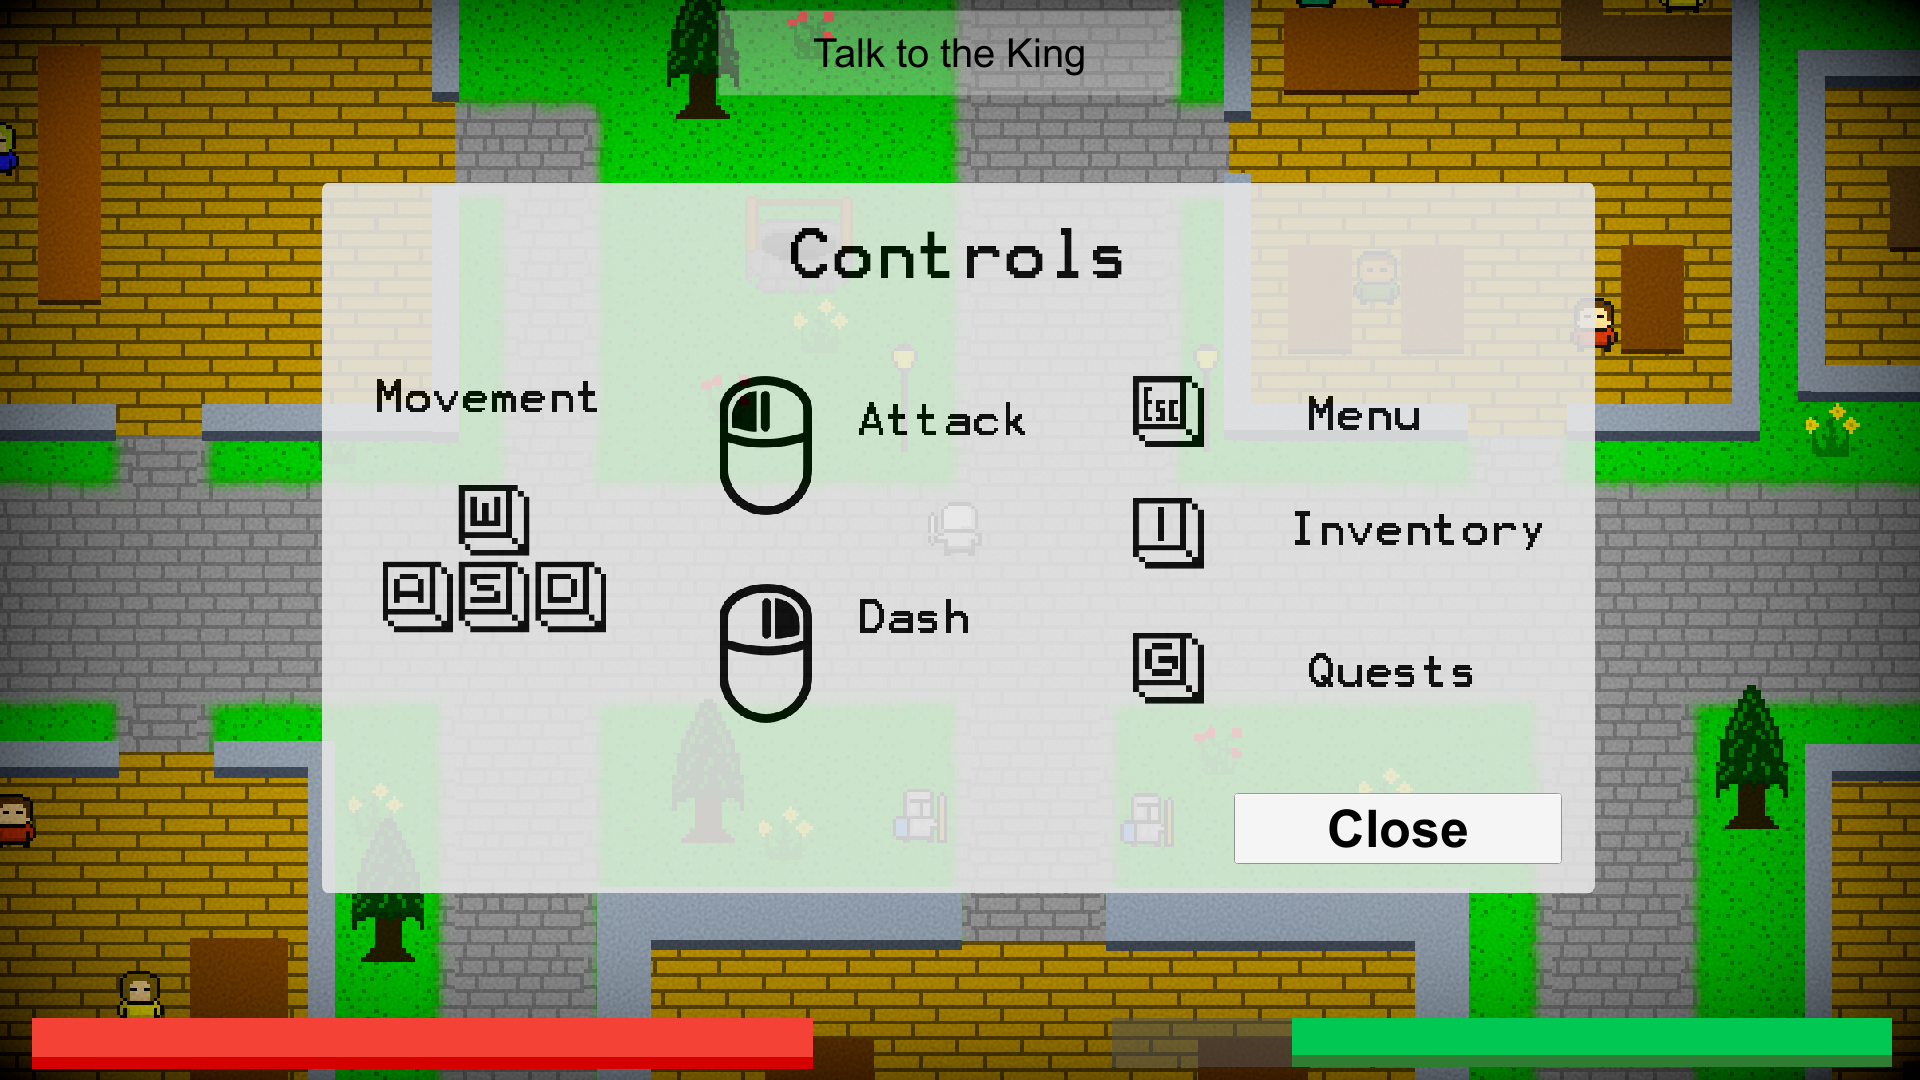 Talk to the King
Controls
Movement
W
A S D
Attack
Dash
Esc Menu
I Inventory
G Quests
Close